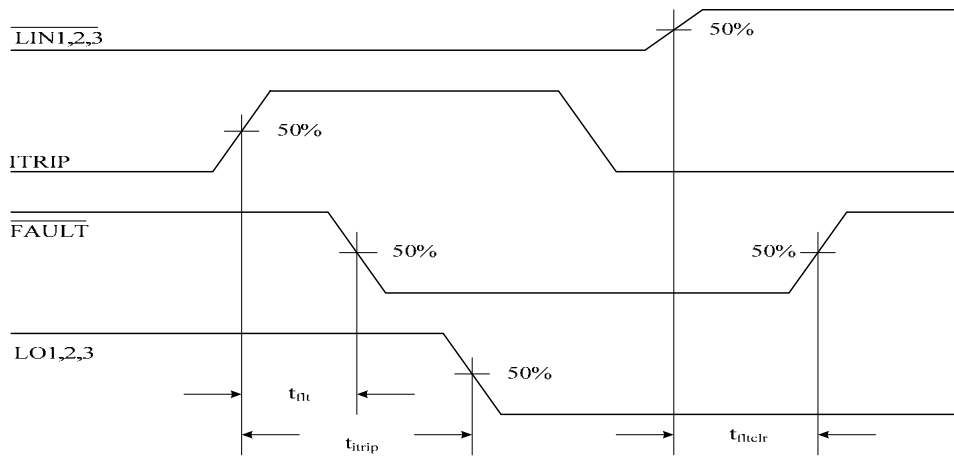 LIN1,2,3
50%
50%
ITRIP
FAULT
50%
50%
LO1,2,3
50%
tflt
titrip
tfltclr